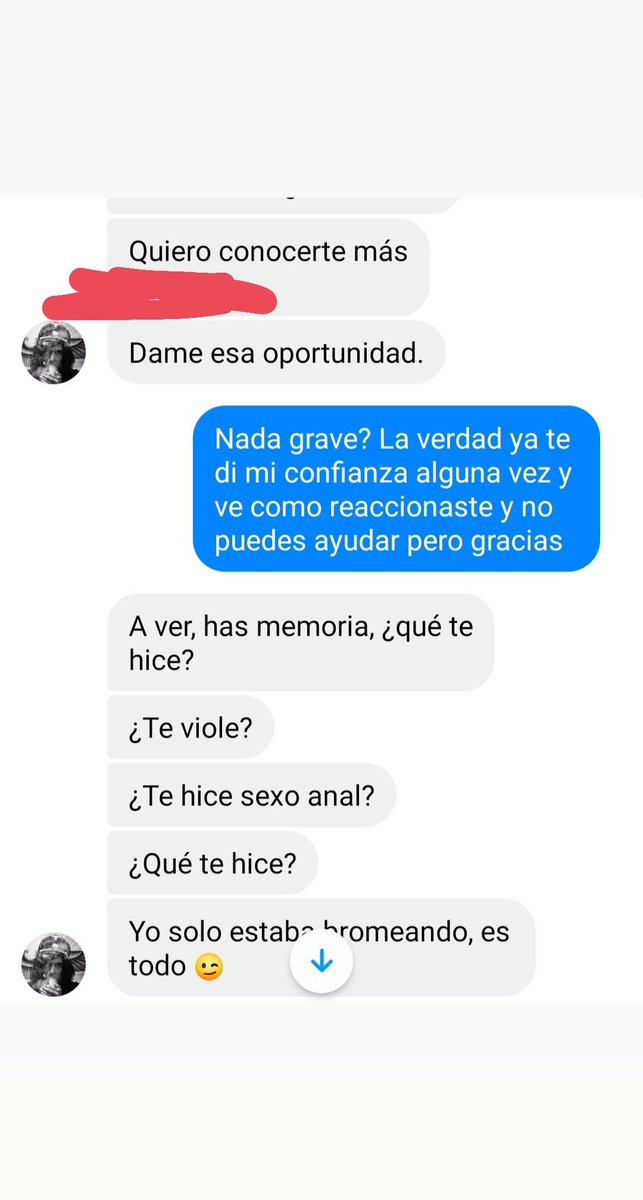 Quiero conocerte más
Dame esa oportunidad.
Nada grave? La verdad ya te
di mi confianza alguna vez y
ve como reaccionaste y no
puedes ayudar pero gracias
A ver, has memoria, ¿qué te
hice?
¿Te viole?
¿Te hice sexo anal?
¿Qué te hice?
Yo solo estaba bromeando, es
todo 😉